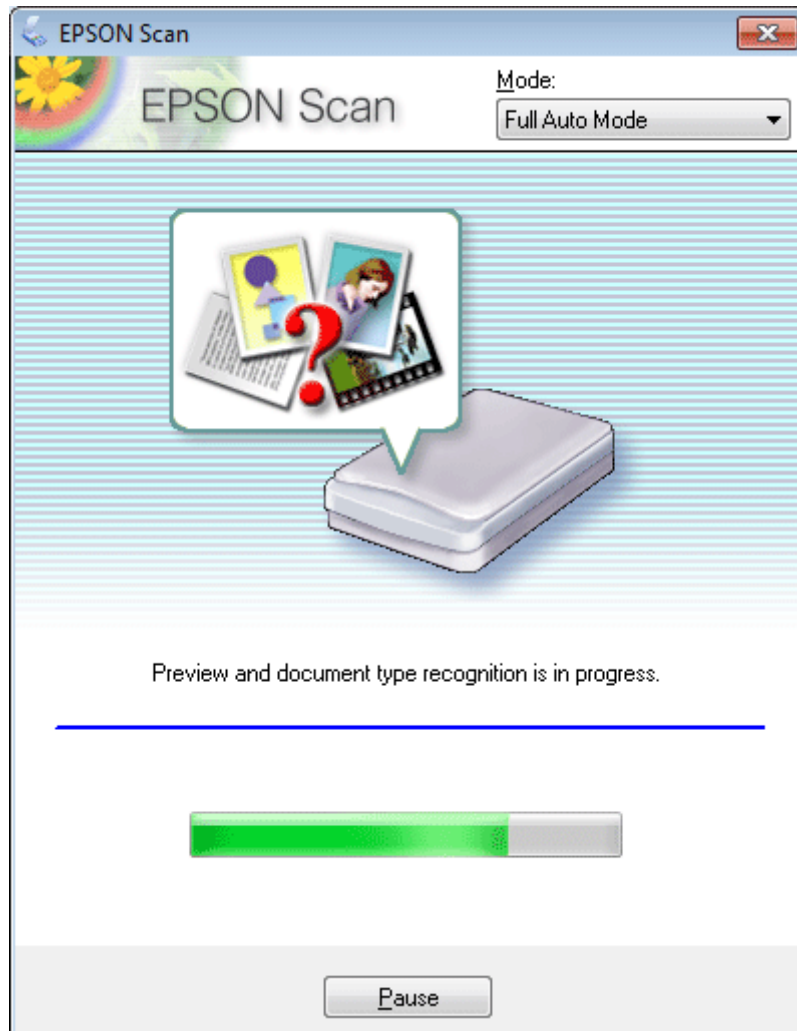 EPSON Scan
EPSON Scan
Mode:
Full Auto Mode
Preview and document type recognition is in progress.
Pause